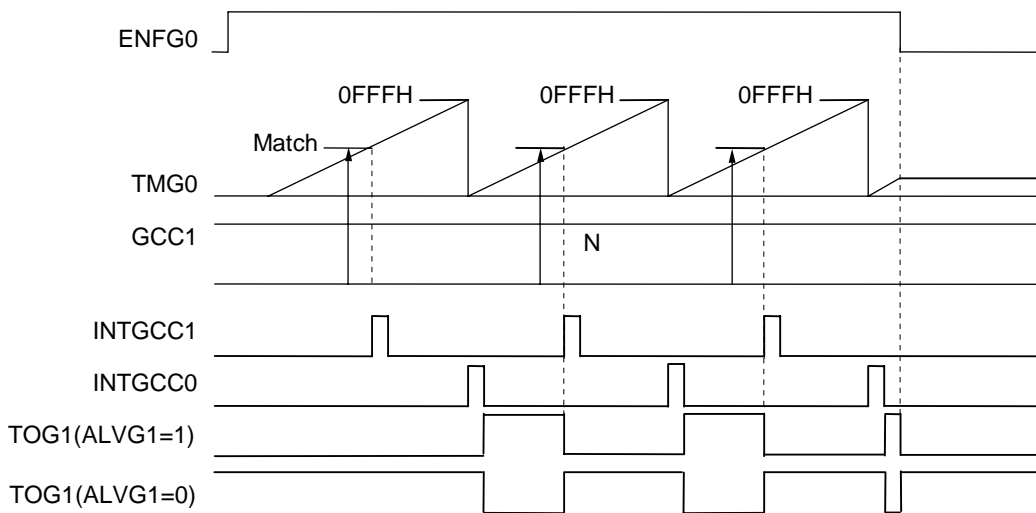 ENFG0
0FFFH 0FFFH 0FFFH
Match
TMG0
GCC1
N
INTGCC1
INTGCC0
TOG1(ALVG1=1)
TOG1(ALVG1=0)